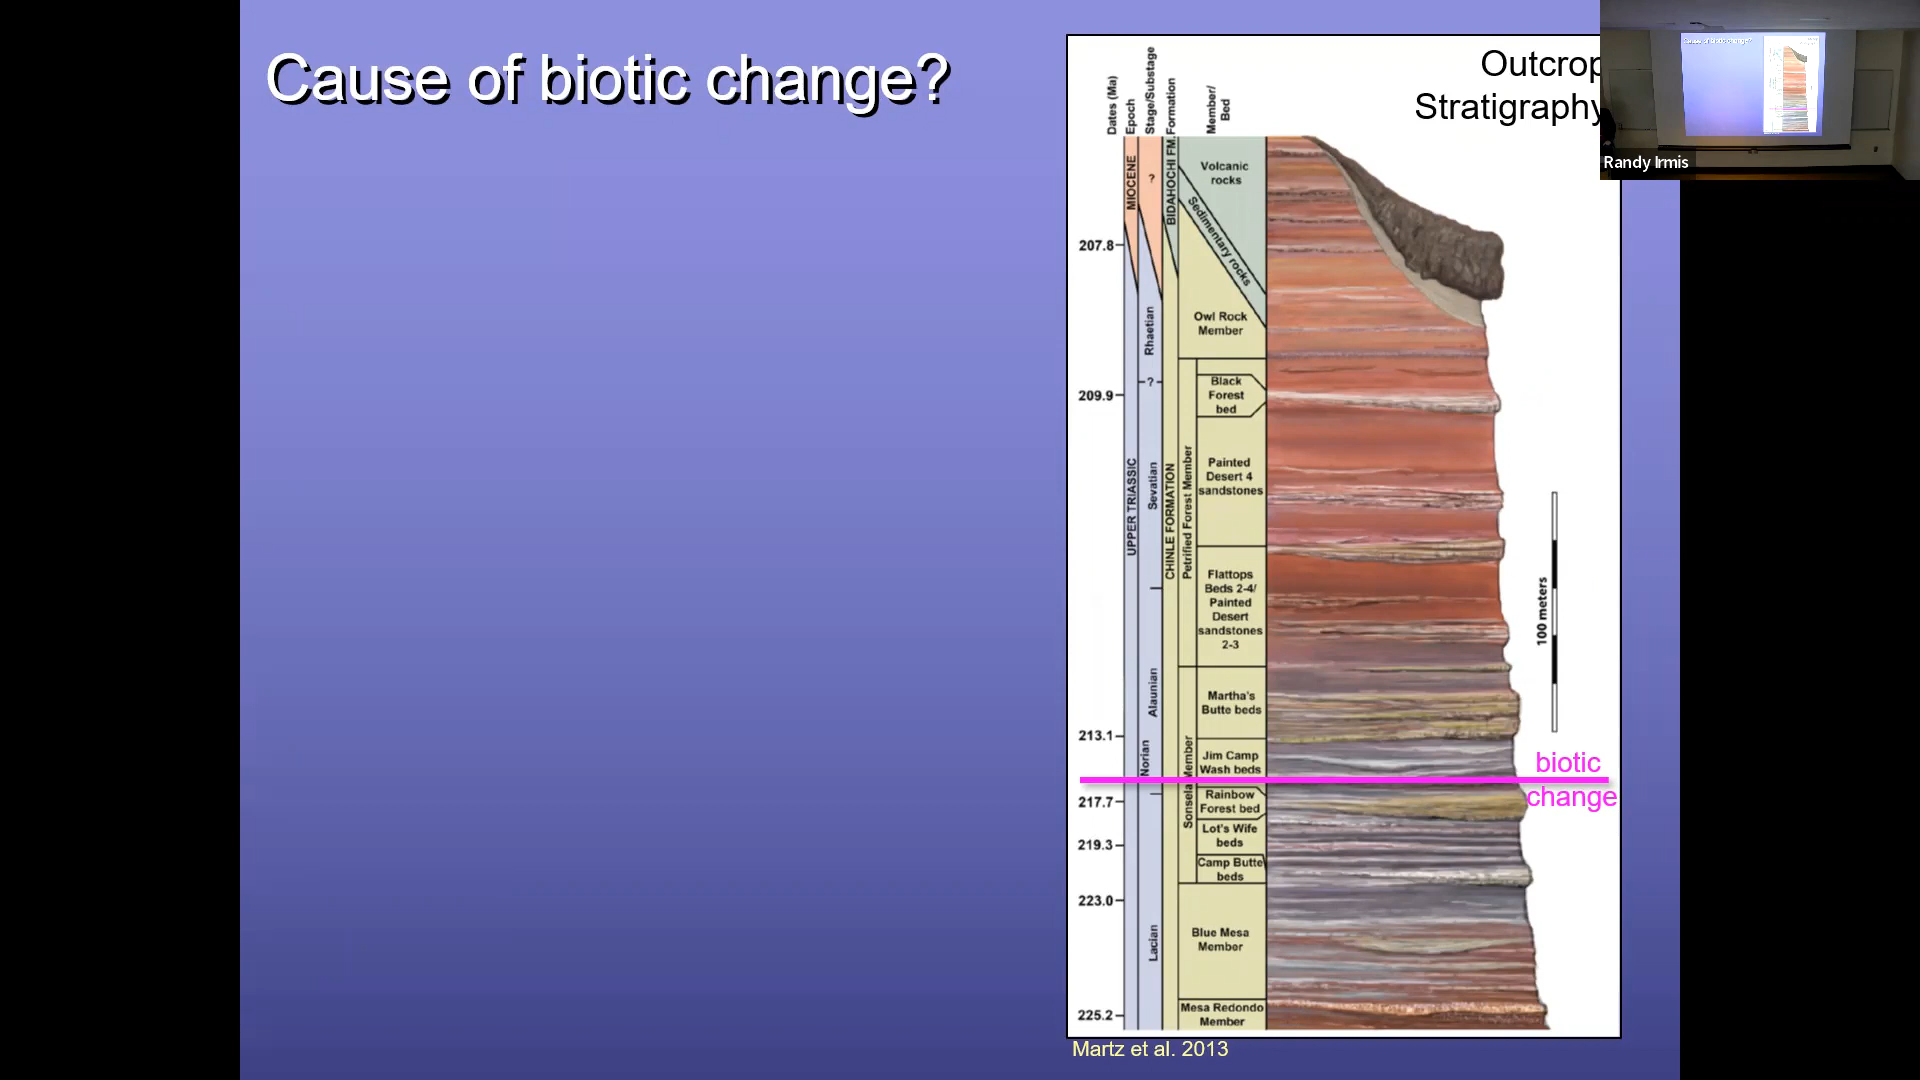 Cause of biotic change?
Outcrop
Stratigraphy
Randy Irmis
Dates (Ma)
Epoch
Stage/Substage
Formation
Member/
Bed
MIOCENE
?
BIDAHOCHI FM.
Volcanic
rocks
Sedimentary rocks
207.8
Owl Rock
Member
Rhaetian
?
209.9
Black
Forest
bed
UPPER TRIASSIC
Sevatian
CHINLE FORMATION
Petrified Forest Member
Painted
Desert 4
sandstones
Flattops
Beds 2-4/
Painted
Desert
sandstones
2-3
100 meters
Alaunian
Martha's
Butte beds
213.1
Norian
Sonsela Member
Jim Camp
Wash beds
biotic
change
217.7
Rainbow
Forest bed
Lot's Wife
beds
219.3
Camp Butte
beds
223.0
Lacian
Blue Mesa
Member
225.2
Mesa Redondo
Member
Martz et al. 2013